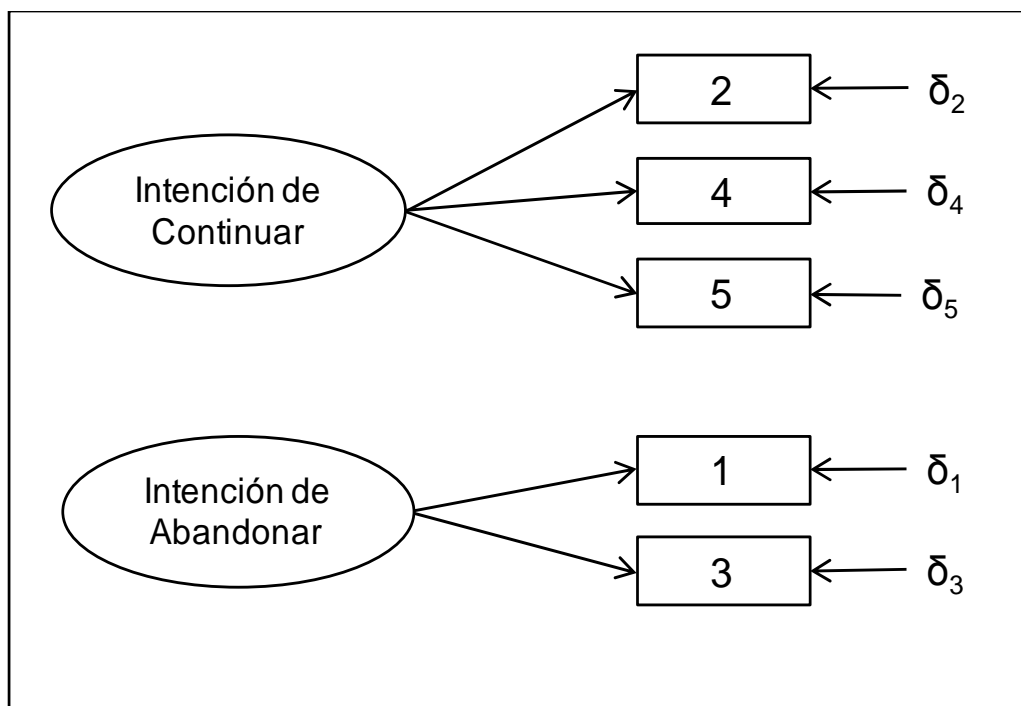 2
δ₂
Intención de
Continuar
4
δ₄
5
δ₅
Intención de
Abandonar
1
δ₁
3
δ₃